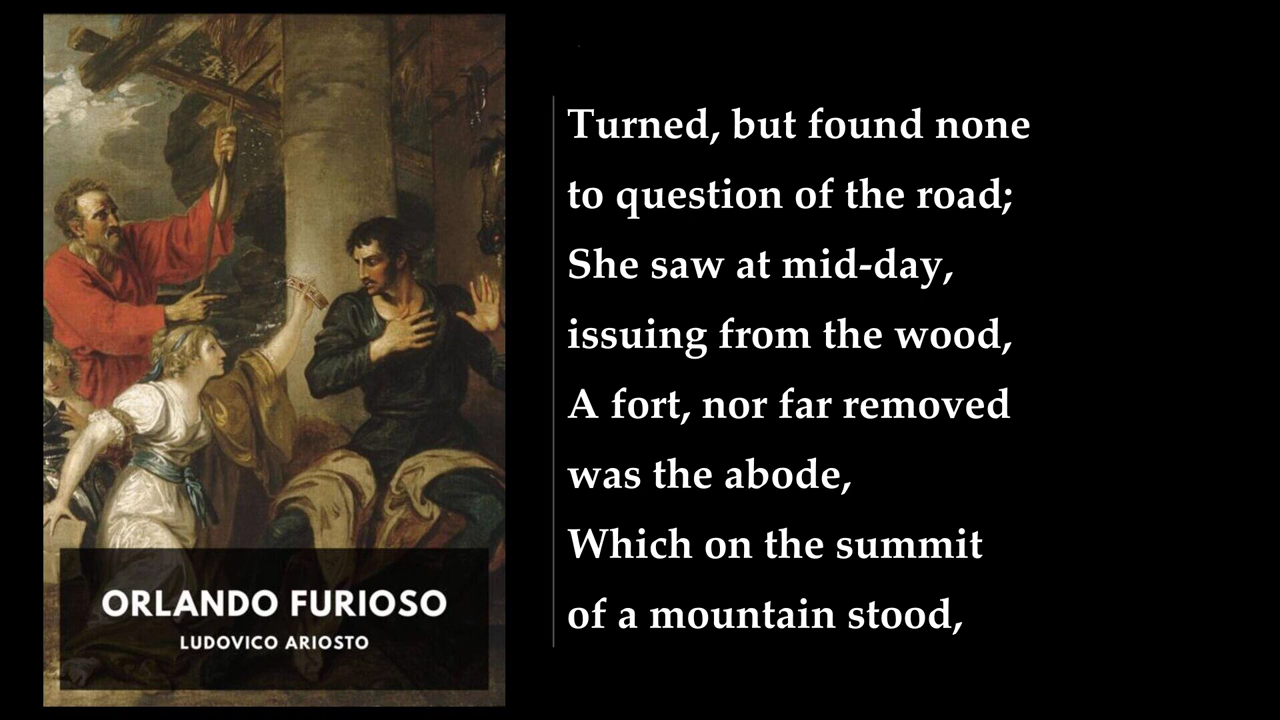 ORLANDO FURIOSO
LUDOVICO ARIOSTO
Turned, but found none
to question of the road;
She saw at mid-day,
issuing from the wood,
A fort, nor far removed
was the abode,
Which on the summit
of a mountain stood,